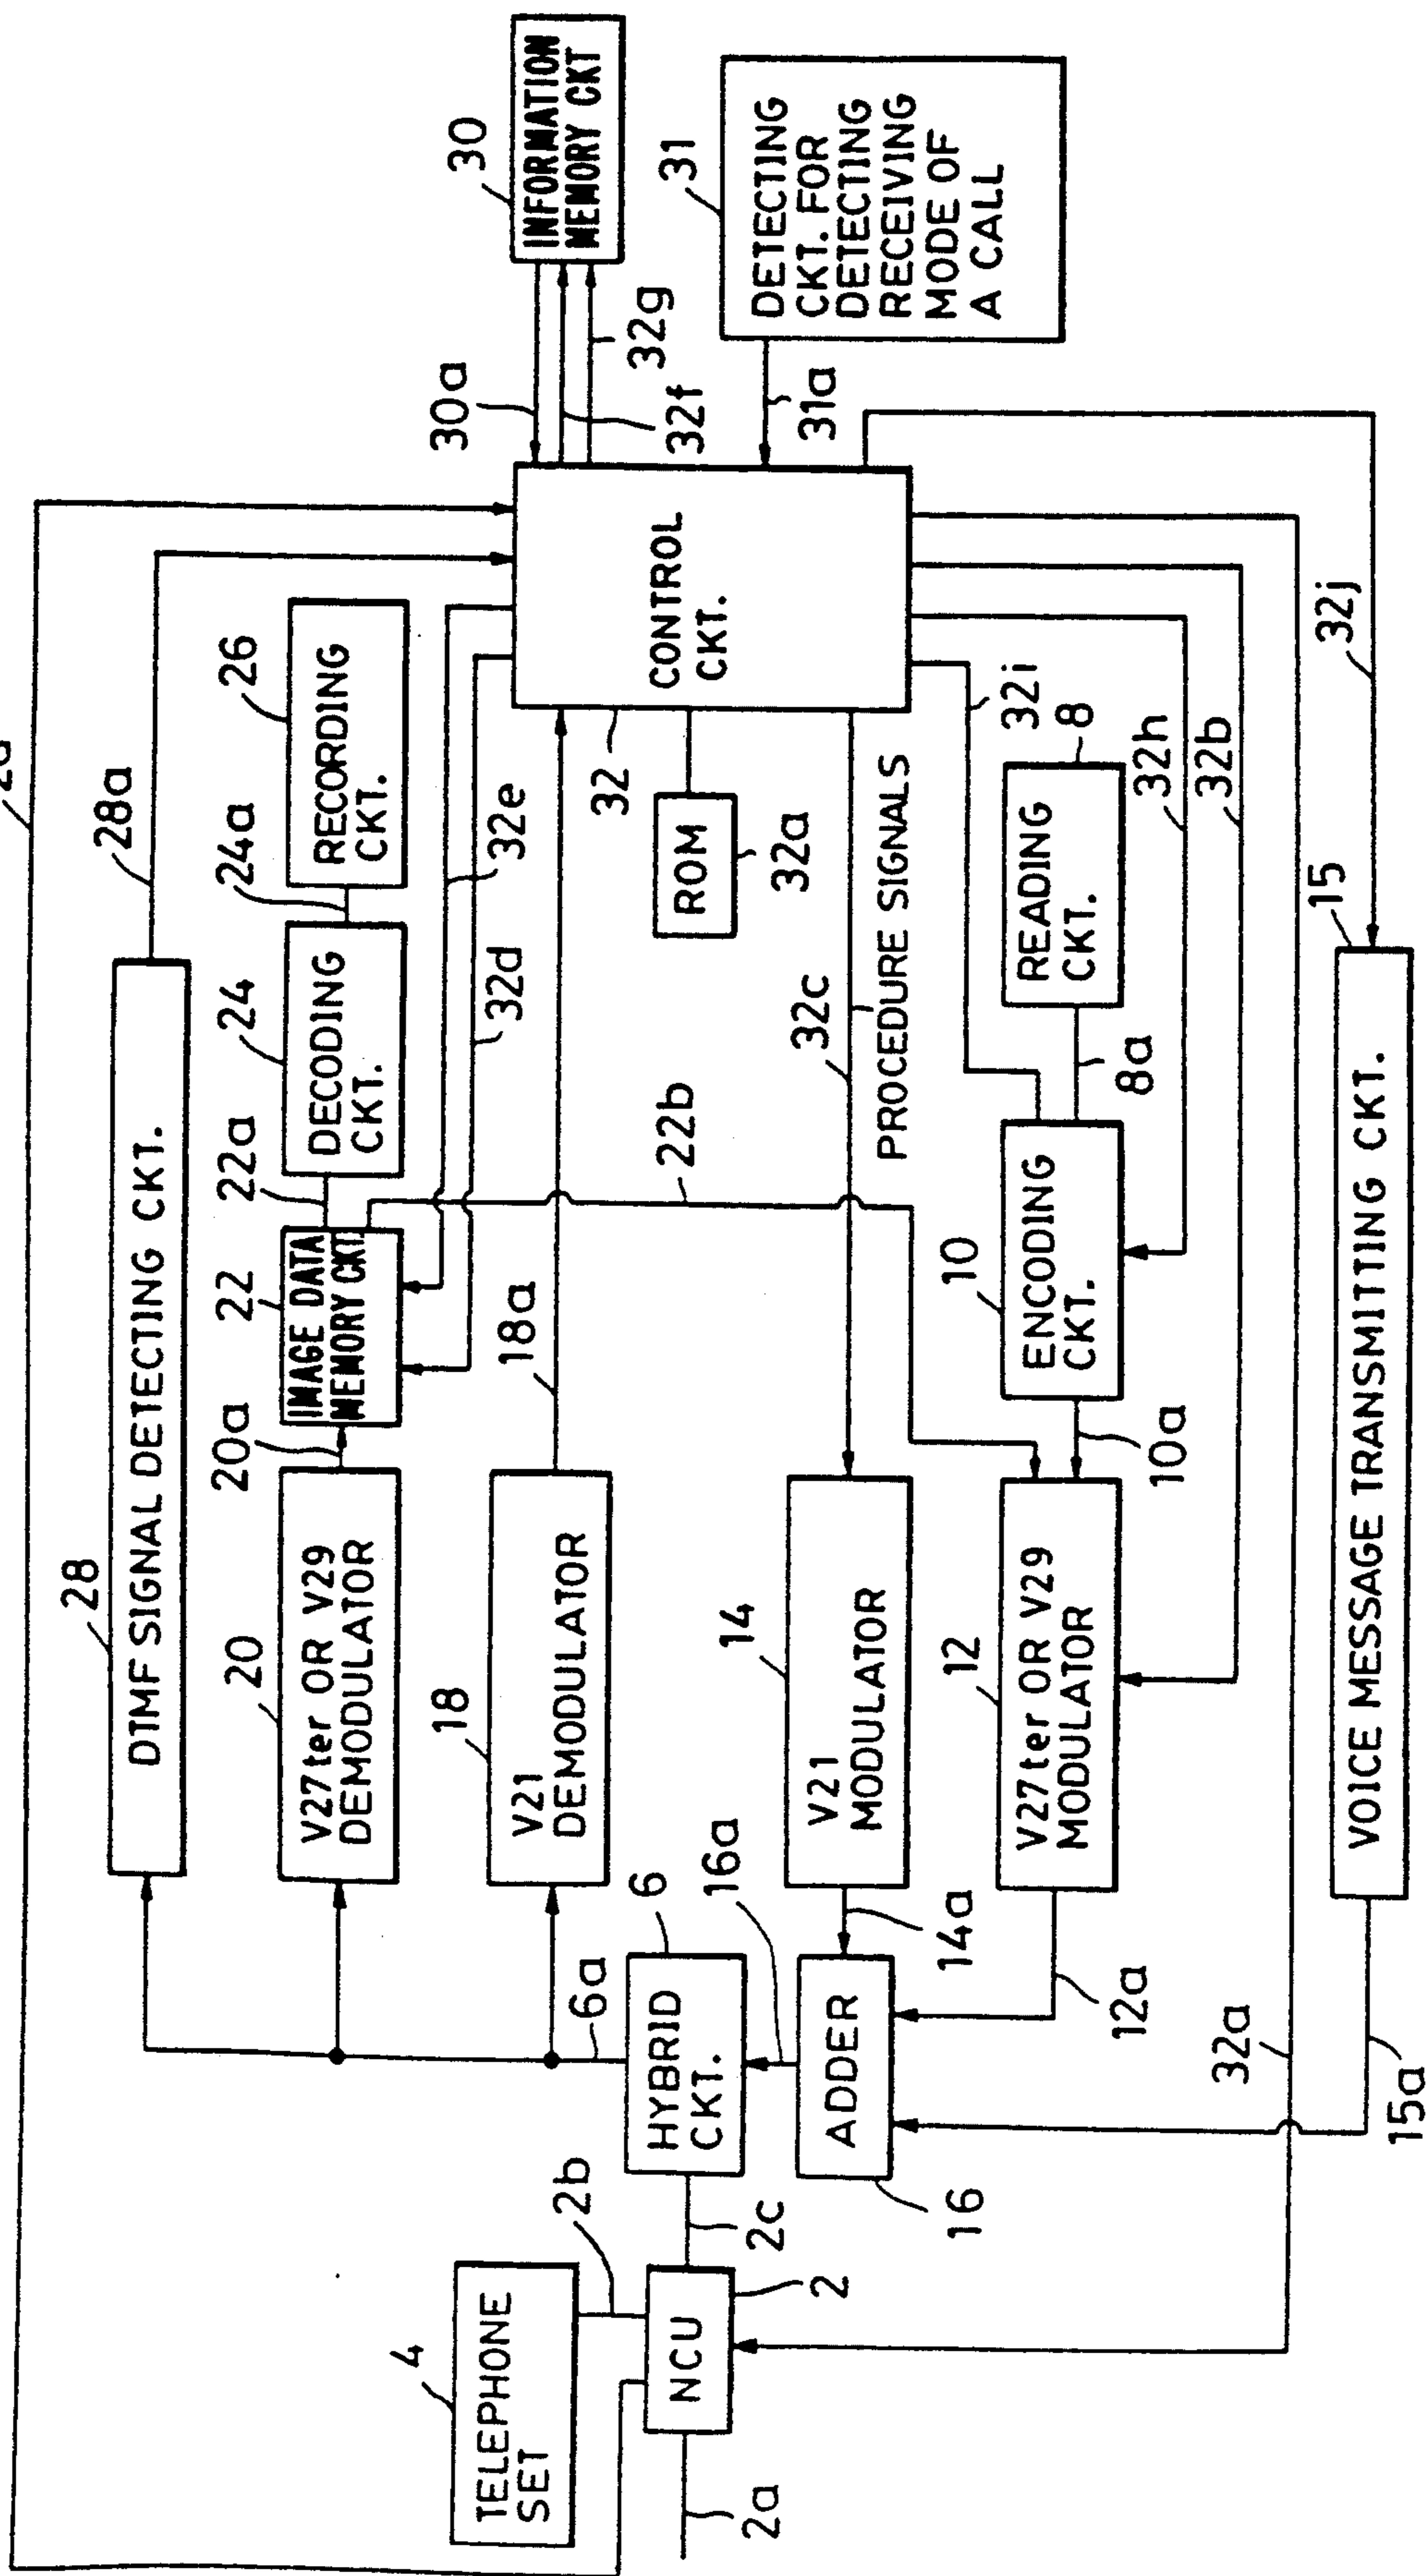 2d
28
DTMF SIGNAL DETECTING CKT.
28a
20
V27ter OR V29
DEMODULATOR
20a
22
IMAGE DATA
MEMORY CKT.
22a
24
DECODING
CKT.
24a
26
RECORDING
CKT.
32e
32d
18
V21
DEMODULATOR
18a
22b
30
INFORMATION
MEMORY CKT
30a
32f
32g
31
DETECTING
CKT. FOR
DETECTING
RECEIVING
MODE OF
A CALL
31a
CONTROL
CKT.
32
ROM
32a
4
TELEPHONE
SET
2b
NCU
2
2a
2c
HYBRID
CKT.
6
6a
16a
ADDER
16
14
V21
MODULATOR
14a
32c
PROCEDURE SIGNALS
12
V27ter OR V29
MODULATOR
12a
10
ENCODING
CKT.
10a
READING
CKT.
8
8a
32i
32h
32b
32j
32a
15
VOICE MESSAGE TRANSMITTING CKT.
15a